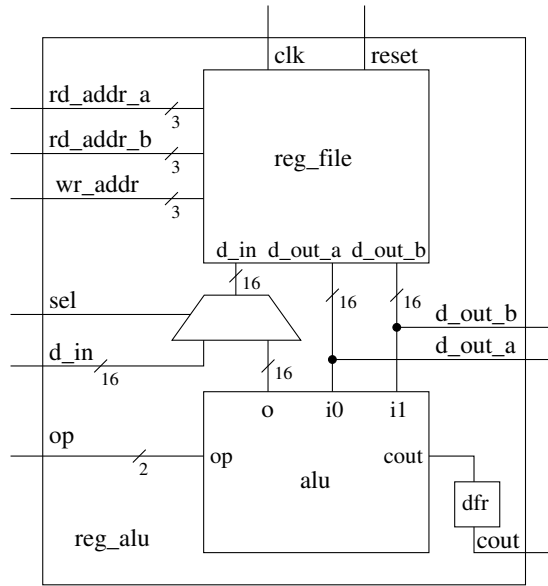 clk reset
rd_addr_a
3
rd_addr_b
3
reg_file
wr_addr
3
d_in d_out_a d_out_b
16 16 16
sel
d_out_b
d_in
16
16
d_out_a
o i0 i1
op
2
op
cout
alu
dfr
reg_alu
cout